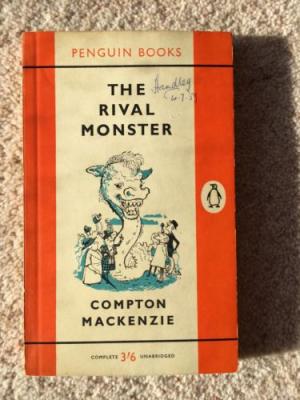 PENGUIN BOOKS
THE
RIVAL
MONSTER
COMPTON
MACKENZIE
COMPLETE 3/6 UNABRIDGED